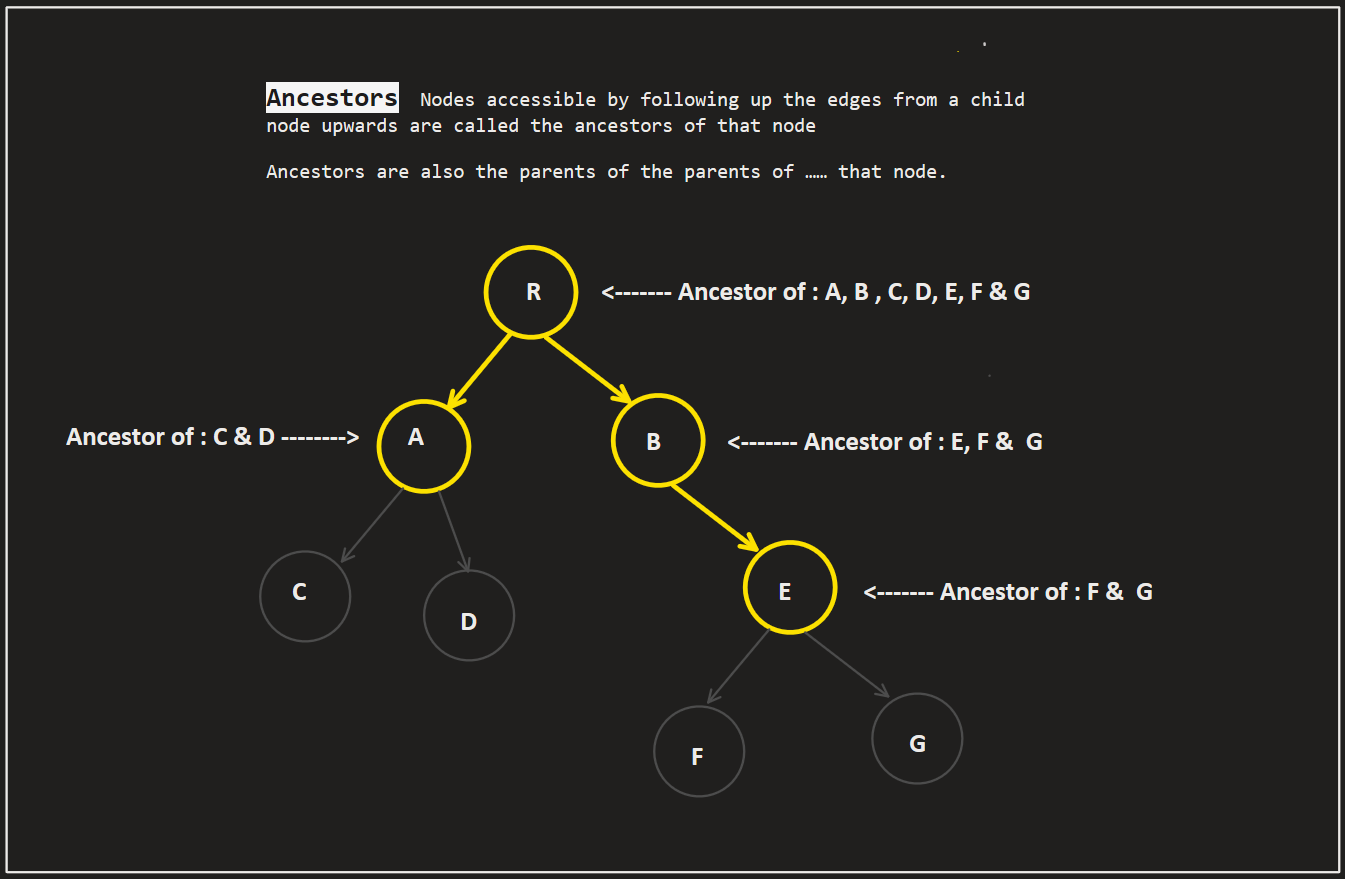 Ancestors  Nodes accessible by following up the edges from a child
node upwards are called the ancestors of that node
Ancestors are also the parents of the parents of …… that node.
R
<------- Ancestor of : A, B , C, D, E, F & G
Ancestor of : C & D -------->
A
B
<------- Ancestor of : E, F &  G
C
D
E
<------- Ancestor of : F &  G
F
G